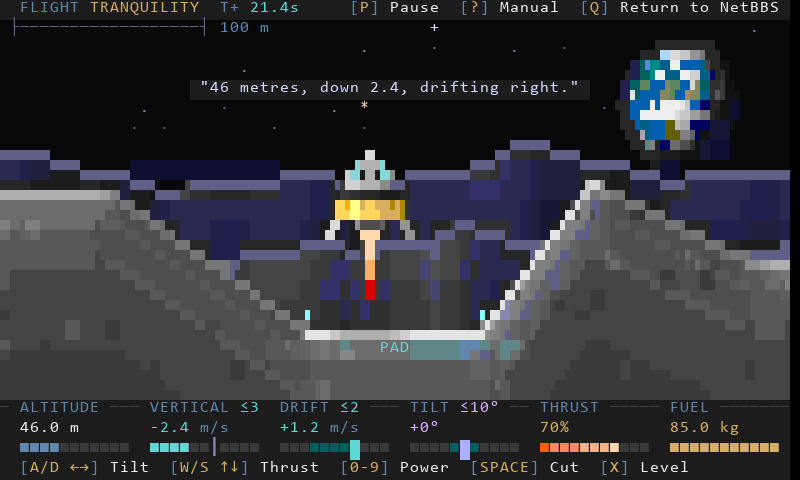 FLIGHT TRANQUILITY T+ 21.4s [P] Pause [?] Manual [Q] Return to NetBBS
100 m
"46 metres, down 2.4, drifting right."
PAD
ALTITUDE VERTICAL ≤3 DRIFT ≤2 TILT ≤10° THRUST FUEL
46.0 m -2.4 m/s +1.2 m/s +0° 70% 85.0 kg
[A/D ↔] Tilt [W/S ↑↓] Thrust [0-9] Power [SPACE] Cut [X] Level